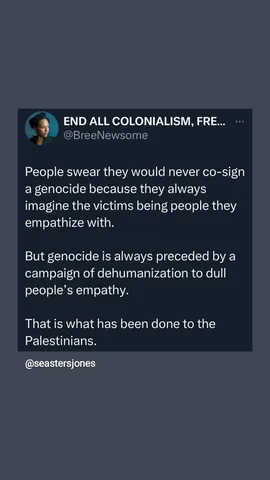 END ALL COLONIALISM, FRE...
@BreeNewsome
People swear they would never co-sign
a genocide because they always
imagine the victims being people they
empathize with.
But genocide is always preceded by a
campaign of dehumanization to dull
people's empathy.
That is what has been done to the
Palestinians.
@seastersjones